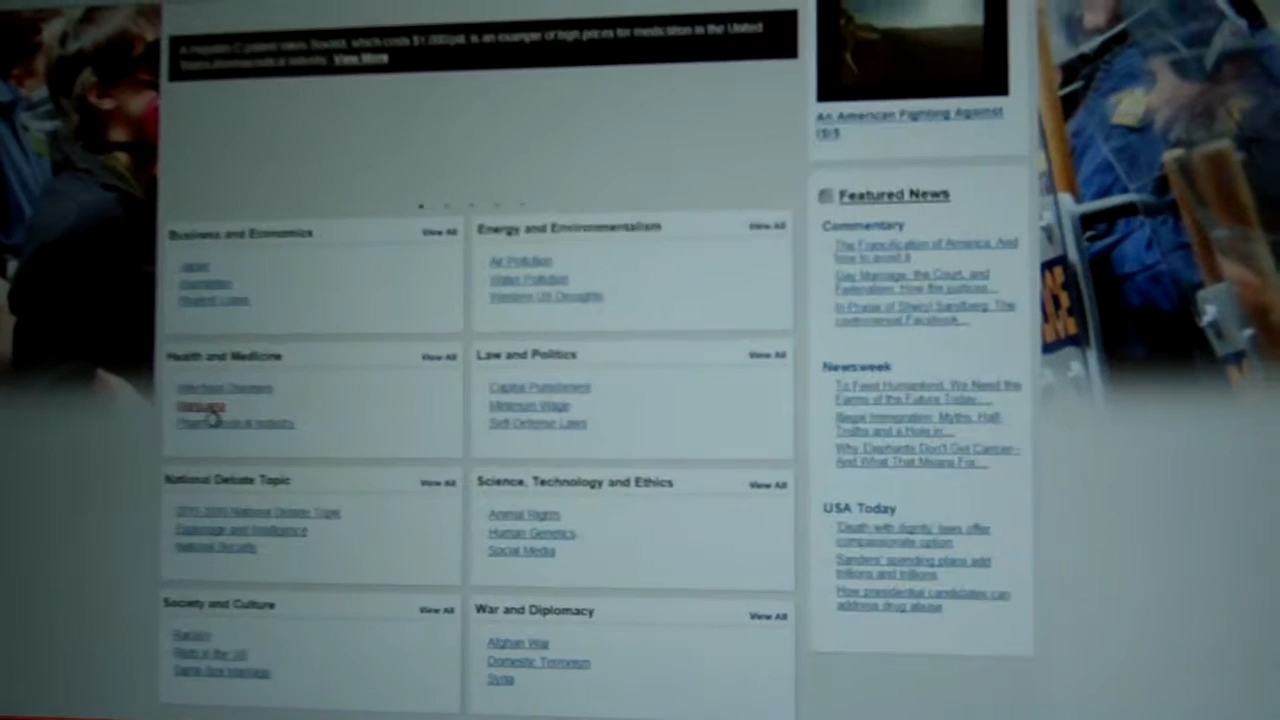 A Hepatitis C patient takes Sovaldi, which costs $1,000/pill, is an example of high prices for medication in the United
States pharmaceutical industry. View More
An American Fighting Against
ISIS
Featured News
Commentary
The Francification of America. And
how to avoid it
Gay Marriage, the Court, and
Federalism: How the justices...
In Praise of Sheryl Sandberg: The
controversial Facebook...
Newsweek
To Feed Humankind, We Need the
Farms of the Future Today...
Illegal Immigration: Myths, Half-
Truths and a Hole in...
Why Elephants Don't Get Cancer--
And What That Means For...
USA Today
'Death with dignity' laws offer
compassionate option
Sanders' spending plans add
trillions and trillions
How presidential candidates can
address drug abuse
Business and Economics View All
Student Loans
Energy and Environmentalism View All
Air Pollution
Water Pollution
Western US Droughts
Health and Medicine View All
Infectious Diseases
Industry
Law and Politics View All
Capital Punishment
Minimum Wage
Self-Defense Laws
National Debate Topic View All
2015-2016 National Debate Topic
Espionage and Intelligence
National Security
Science, Technology and Ethics View All
Animal Rights
Human Genetics
Social Media
Society and Culture View All
Racism
Riots in the US
Same-Sex Marriage
War and Diplomacy View All
Afghan War
Domestic Terrorism
Syria